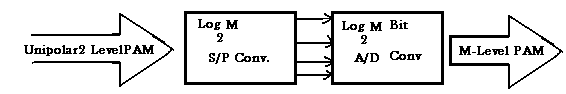 Unipolar2 LevelPAM
Log M
2
S/P Conv.
Log M Bit
2
A/D Conv
M-Level PAM